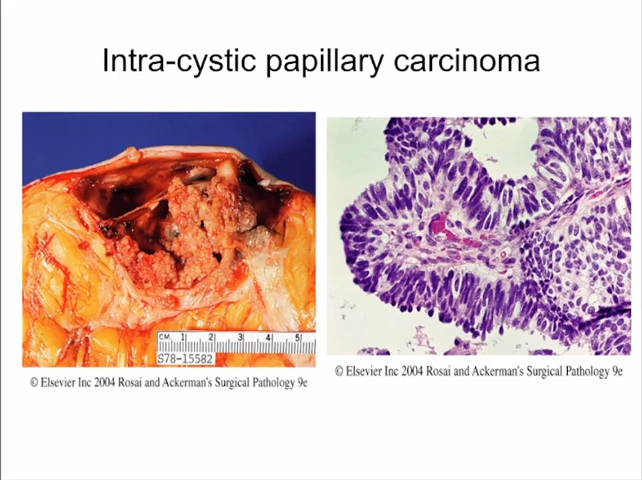 Intra-cystic papillary carcinoma
CM. 1 2 3 4 5
S78-15582
© Elsevier Inc 2004 Rosai and Ackerman's Surgical Pathology 9e
© Elsevier Inc 2004 Rosai and Ackerman's Surgical Pathology 9e